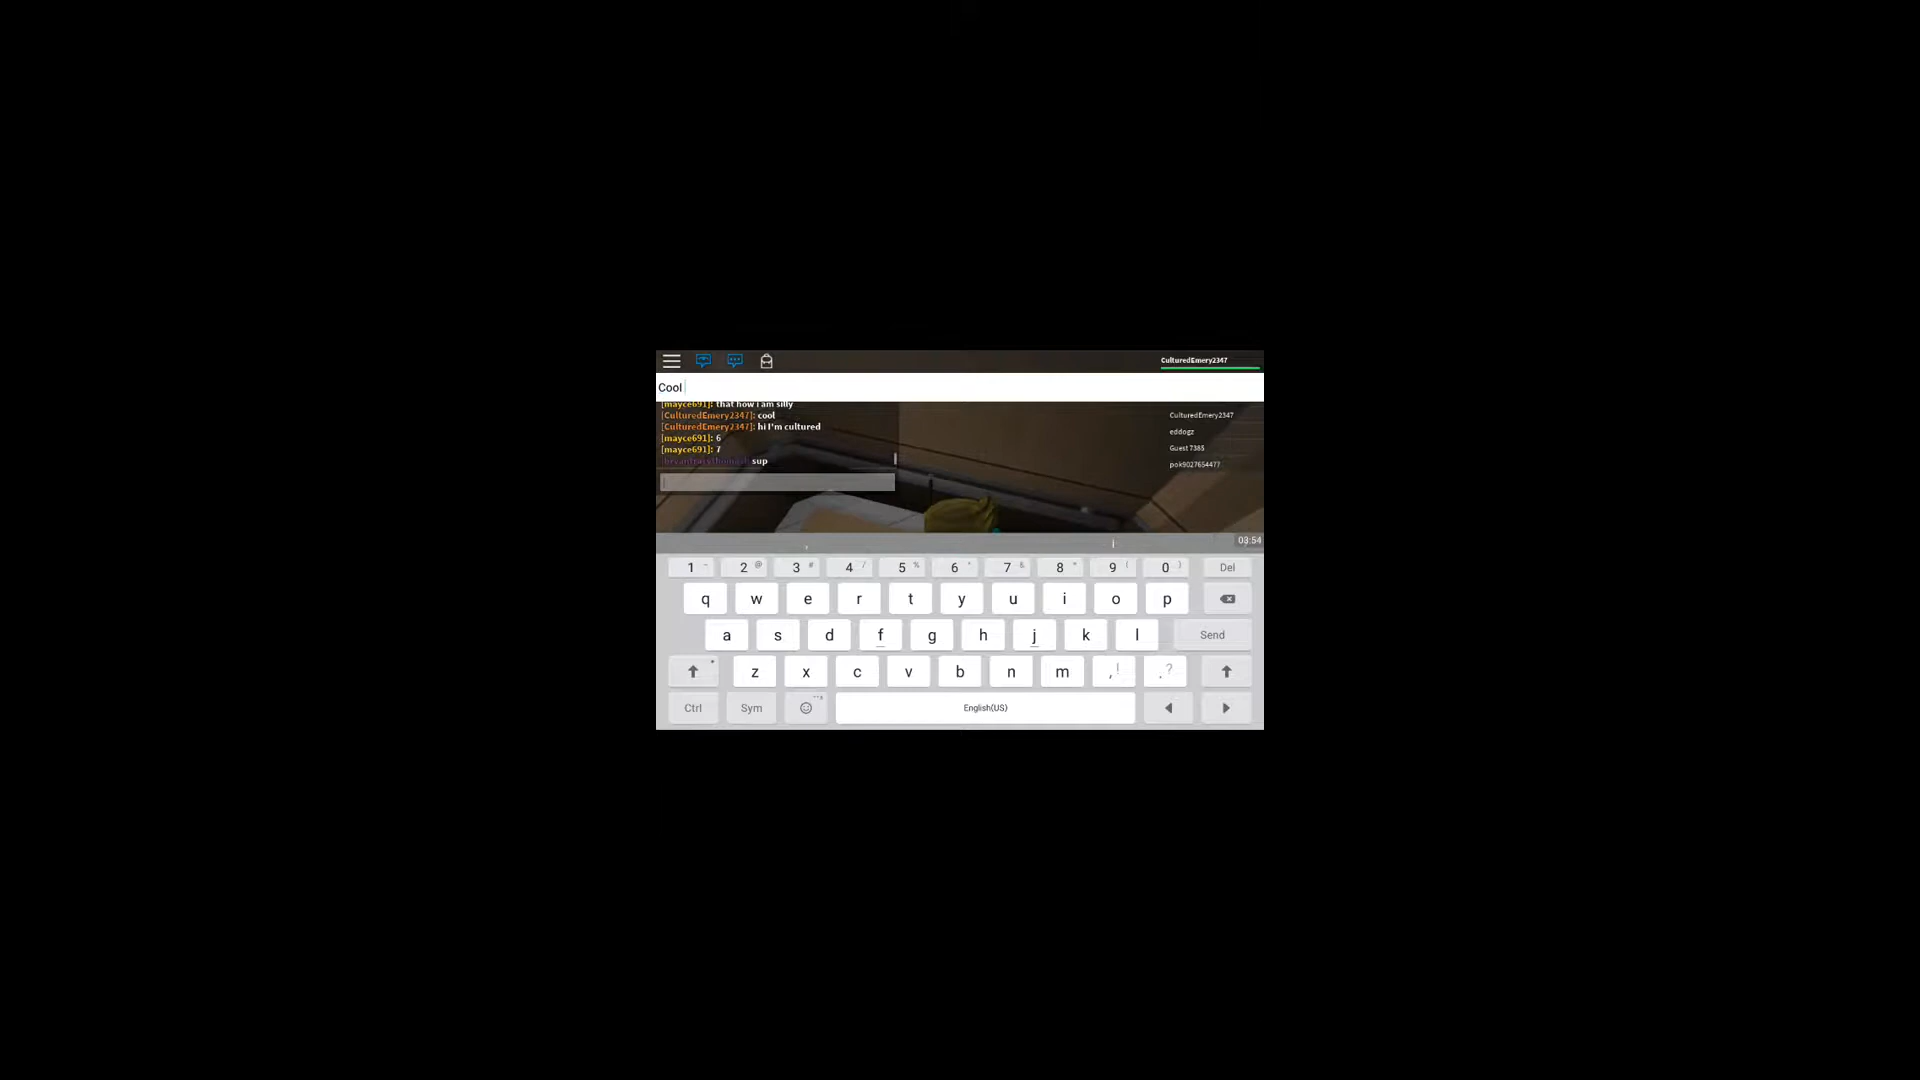 CulturedEmery2347
Cool
[mayce691]: that how i am silly
[CulturedEmery2347]: cool
[CulturedEmery2347]: hi I'm cultured
[mayce691]: 6
[mayce691]: 7
sup
CulturedEmery2347
eddogz
Guest 7385
pok9027654477
03:54
1 2 @ 3 # 4 / 5 % 6 ^ 7 & 8 * 9 ( 0 ) Del
q w e r t y u i o p
a s d f g h j k l Send
z x c v b n m , ! . ?
Ctrl Sym English(US)